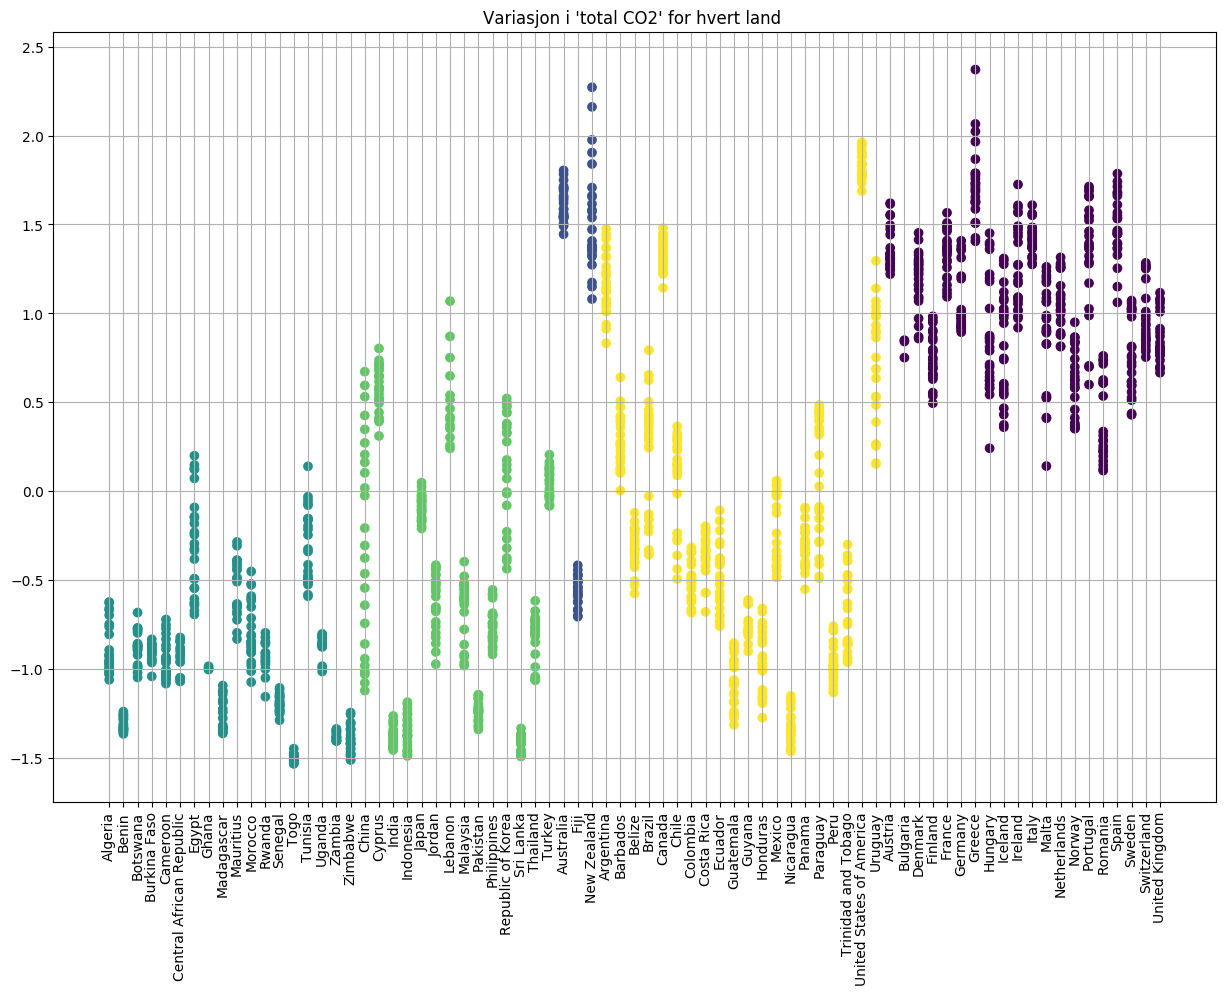 Variasjon i 'total CO2' for hvert land
2.5
2.0
1.5
1.0
0.5
0.0
−0.5
−1.0
−1.5
Algeria
Benin
Botswana
Burkina Faso
Cameroon
Central African Republic
Egypt
Ghana
Madagascar
Mauritius
Morocco
Rwanda
Senegal
Togo
Tunisia
Uganda
Zambia
Zimbabwe
China
Cyprus
India
Indonesia
Japan
Jordan
Lebanon
Malaysia
Pakistan
Philippines
Republic of Korea
Sri Lanka
Thailand
Turkey
Australia
Fiji
New Zealand
Argentina
Barbados
Belize
Brazil
Canada
Chile
Colombia
Costa Rica
Ecuador
Guatemala
Guyana
Honduras
Mexico
Nicaragua
Panama
Paraguay
Peru
Trinidad and Tobago
United States of America
Uruguay
Austria
Bulgaria
Denmark
Finland
France
Germany
Greece
Hungary
Iceland
Ireland
Italy
Malta
Netherlands
Norway
Portugal
Romania
Spain
Sweden
Switzerland
United Kingdom